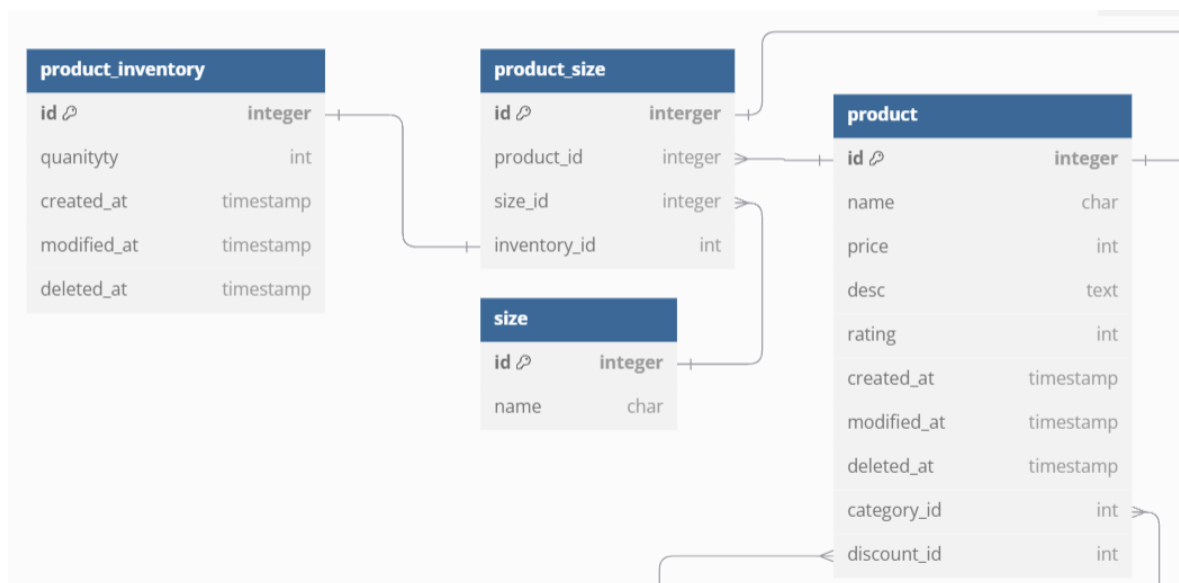 product_inventory
id integer
quanityty int
created_at timestamp
modified_at timestamp
deleted_at timestamp
product_size
id interger
product_id integer
size_id integer
inventory_id int
size
id integer
name char
product
id integer
name char
price int
desc text
rating int
created_at timestamp
modified_at timestamp
deleted_at timestamp
category_id int
discount_id int